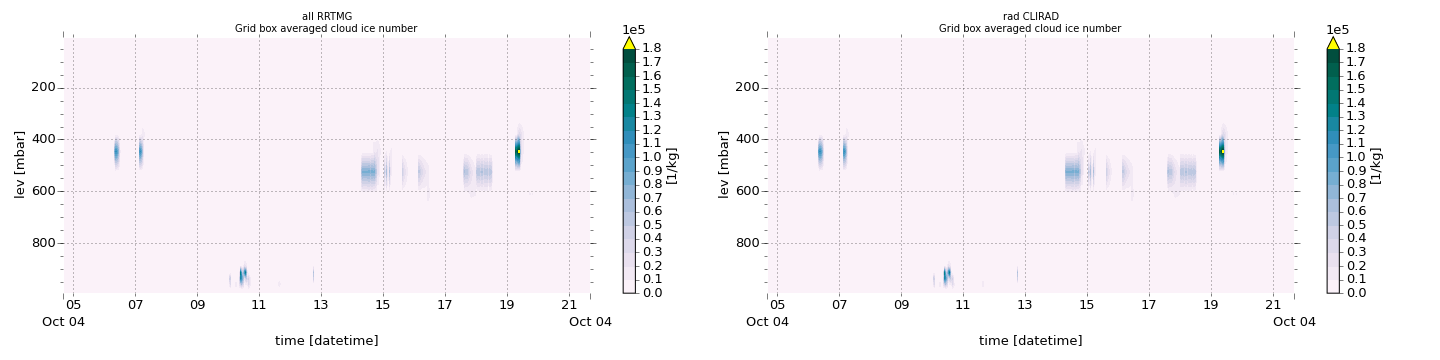 all RRTMG
Grid box averaged cloud ice number
1e5
1.8
1.7
1.6
1.5
1.4
1.3
1.2
1.1
1.0
0.9
0.8
0.7
0.6
0.5
0.4
0.3
0.2
0.1
0.0
[1/kg]
200
400
600
800
lev [mbar]
05 07 09 11 13 15 17 19 21
Oct 04 Oct 04
time [datetime]
rad CLIRAD
Grid box averaged cloud ice number
1e5
1.8
1.7
1.6
1.5
1.4
1.3
1.2
1.1
1.0
0.9
0.8
0.7
0.6
0.5
0.4
0.3
0.2
0.1
0.0
[1/kg]
200
400
600
800
lev [mbar]
05 07 09 11 13 15 17 19 21
Oct 04 Oct 04
time [datetime]